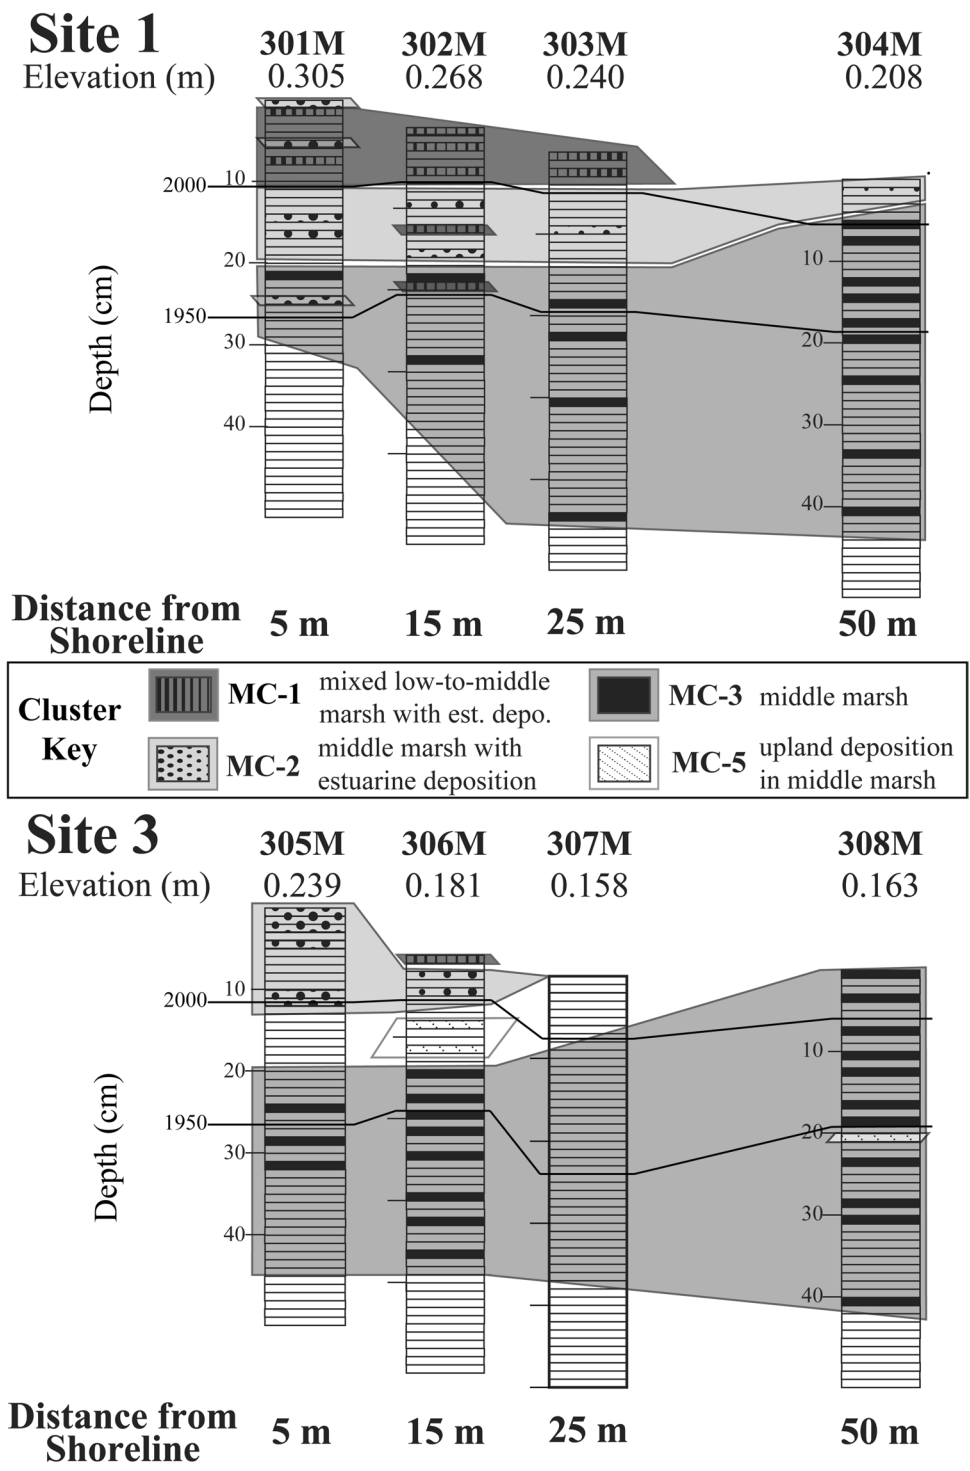 Site 1
301M 302M 303M 304M
Elevation (m) 0.305 0.268 0.240 0.208
10
2000
20
10
1950
30
20
40
30
40
Depth (cm)
Distance from
Shoreline
5 m 15 m 25 m 50 m
Cluster
Key
MC-1 mixed low-to-middle
marsh with est. depo.
MC-2 middle marsh with
estuarine deposition
MC-3 middle marsh
MC-5 upland deposition
in middle marsh
Site 3
305M 306M 307M 308M
Elevation (m) 0.239 0.181 0.158 0.163
10
2000
20
10
1950
30
20
40
30
40
Depth (cm)
Distance from
Shoreline
5 m 15 m 25 m 50 m